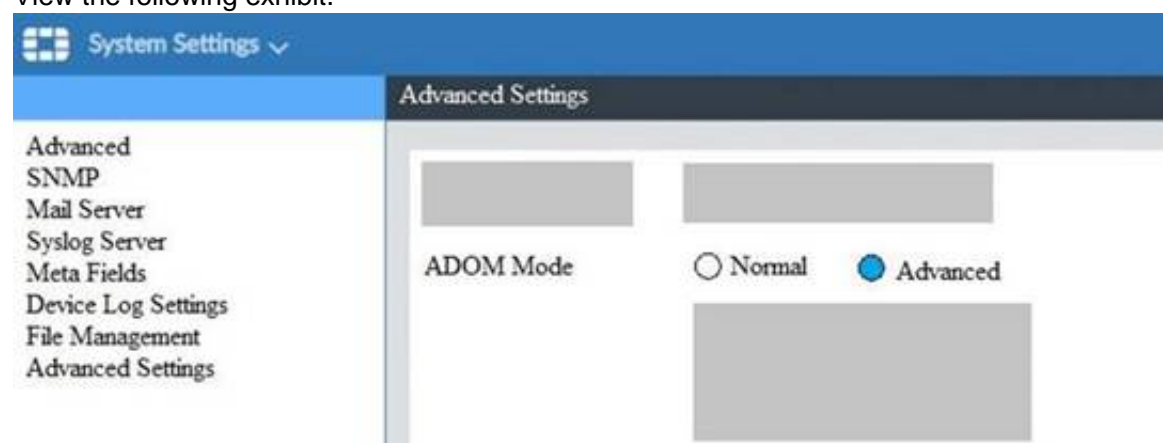 View the following exhibit:
System Settings
Advanced Settings
Advanced
SNMP
Mail Server
Syslog Server
Meta Fields
Device Log Settings
File Management
Advanced Settings
ADOM Mode Normal Advanced